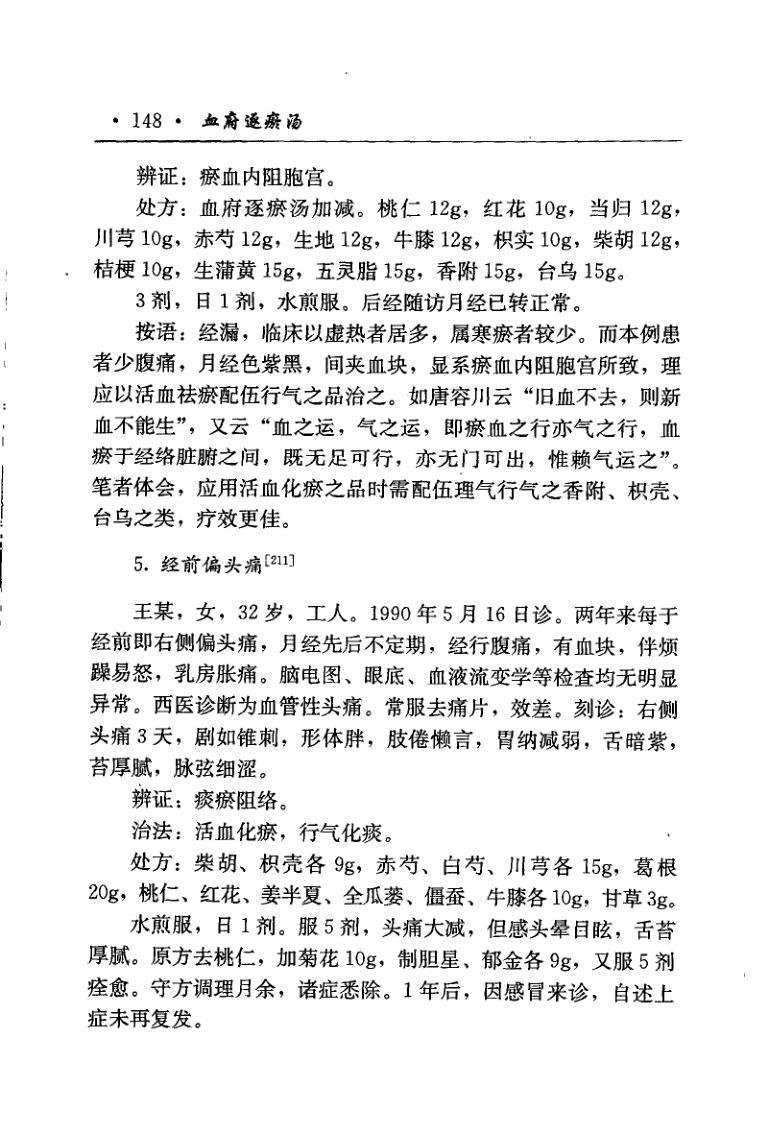 · 148 · 血府逐瘀汤
辨证：瘀血内阻胞宫。
处方：血府逐瘀汤加减。桃仁 12g，红花 10g，当归 12g，
川芎 10g，赤芍 12g，生地 12g，牛膝 12g，枳实 10g，柴胡 12g，
桔梗 10g，生蒲黄 15g，五灵脂 15g，香附 15g，台乌 15g。
3 剂，日 1 剂，水煎服。后经随访月经已转正常。
按语：经漏，临床以虚热者居多，属寒瘀者较少。而本例患
者少腹痛，月经色紫黑，间夹血块，显系瘀血内阻胞宫所致，理
应以活血祛瘀配伍行气之品治之。如唐容川云“旧血不去，则新
血不能生”，又云“血之运，气之运，即瘀血之行亦气之行，血
瘀于经络脏腑之间，既无足可行，亦无门可出，惟赖气运之”。
笔者体会，应用活血化瘀之品时需配伍理气行气之香附、枳壳、
台乌之类，疗效更佳。
5. 经前偏头痛[211]
王某，女，32 岁，工人。1990 年 5 月 16 日诊。两年来每于
经前即右侧偏头痛，月经先后不定期，经行腹痛，有血块，伴烦
躁易怒，乳房胀痛。脑电图、眼底、血液流变学等检查均无明显
异常。西医诊断为血管性头痛。常服去痛片，效差。刻诊：右侧
头痛 3 天，剧如锥刺，形体胖，肢倦懒言，胃纳减弱，舌暗紫，
苔厚腻，脉弦细涩。
辨证：痰瘀阻络。
治法：活血化瘀，行气化痰。
处方：柴胡、枳壳各 9g，赤芍、白芍、川芎各 15g，葛根
20g，桃仁、红花、姜半夏、全瓜蒌、僵蚕、牛膝各 10g，甘草 3g。
水煎服，日 1 剂。服 5 剂，头痛大减，但感头晕目眩，舌苔
厚腻。原方去桃仁，加菊花 10g，制胆星、郁金各 9g，又服 5 剂
痊愈。守方调理月余，诸症悉除。1 年后，因感冒来诊，自述上
症未再复发。